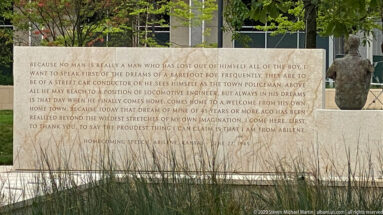 BECAUSE NO MAN IS REALLY A MAN WHO HAS LOST OUT OF HIMSELF ALL OF THE BOY, I
WANT TO SPEAK FIRST OF THE DREAMS OF A BAREFOOT BOY. FREQUENTLY, THEY ARE TO
BE OF A STREET CAR CONDUCTOR OR HE SEES HIMSELF AS THE TOWN POLICEMAN, ABOVE
ALL HE MAY REACH TO A POSITION OF LOCOMOTIVE ENGINEER, BUT ALWAYS IN HIS DREAMS
IS THAT DAY WHEN HE FINALLY COMES HOME. COMES HOME TO A WELCOME FROM HIS OWN
HOME TOWN. BECAUSE TODAY THAT DREAM OF MINE OF 45 YEARS OR MORE AGO HAS BEEN
REALIZED BEYOND THE WILDEST STRETCHES OF MY OWN IMAGINATION, I COME HERE, FIRST,
TO THANK YOU, TO SAY THE PROUDEST THING I CAN CLAIM IS THAT I AM FROM ABILENE.
HOMECOMING SPEECH, ABILENE, KANSAS JUNE 22, 1945
Steven Michael Martin | all rights reserved